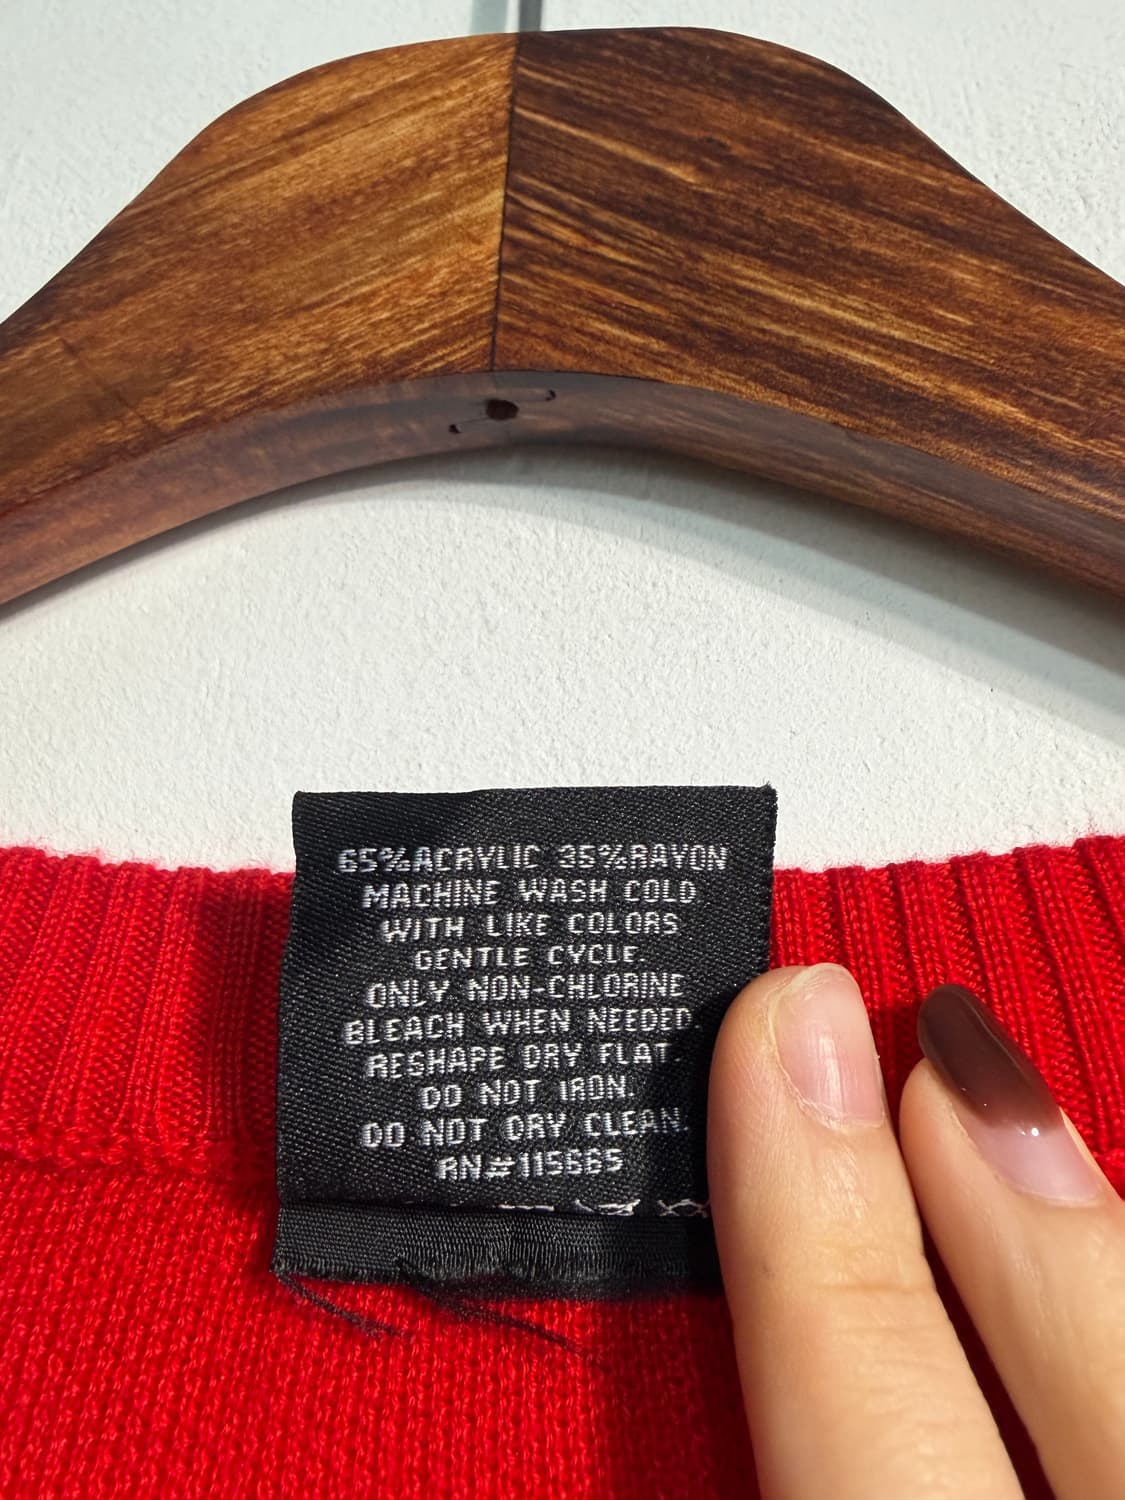 65%ACRYLIC 35%RAYON
MACHINE WASH COLD
WITH LIKE COLORS
GENTLE CYCLE.
ONLY NON-CHLORINE
BLEACH WHEN NEEDED.
RESHAPE DRY FLAT.
DO NOT IRON.
DO NOT DRY CLEAN.
RN#115665